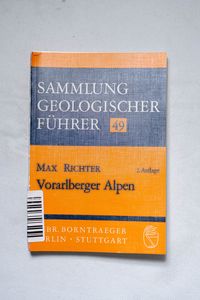 SAMMLUNG
GEOLOGISCHER
FÜHRER 49
MAX RICHTER 2. Auflage
Vorarlberger Alpen
BR. BORNTRAEGER
RLIN · STUTTGART